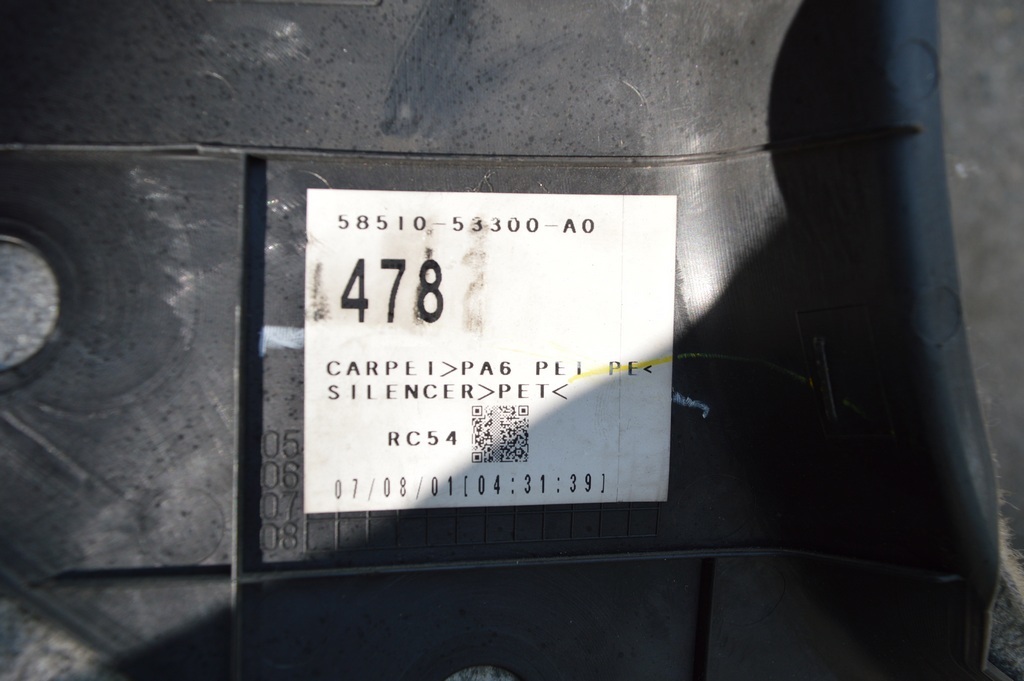 58510-53300-A0
478
CARPET>PA6 PET PE<
SILENCER>PET<
RC54
07/08/01[04:31:39]
05
06
07
08